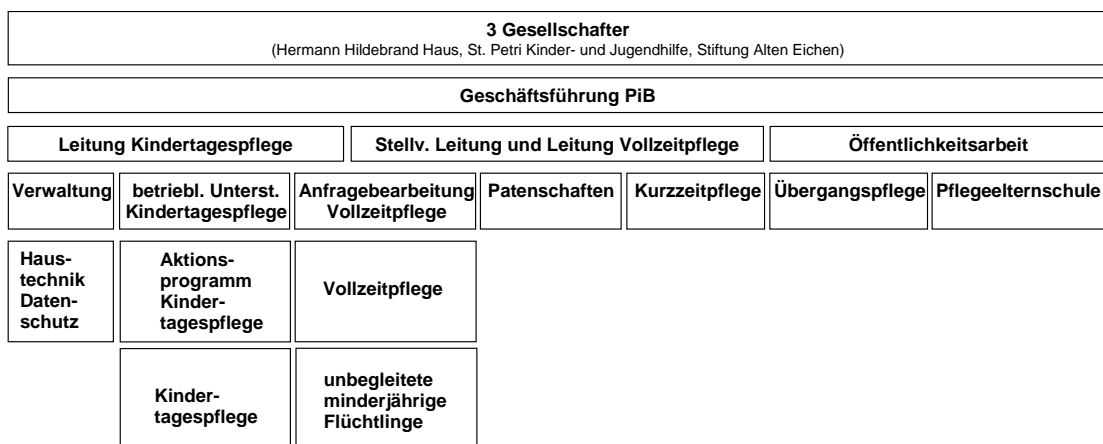 3 Gesellschafter
(Hermann Hildebrand Haus, St. Petri Kinder- und Jugendhilfe, Stiftung Alten Eichen)
Geschäftsführung PiB
Leitung Kindertagespflege
Stellv. Leitung und Leitung Vollzeitpflege
Öffentlichkeitsarbeit
Verwaltung
betriebl. Unterst.
Kindertagespflege
Anfragebearbeitung
Vollzeitpflege
Patenschaften
Kurzzeitpflege
Übergangspflege
Pflegeelternschule
Haus-
technik
Daten-
schutz
Aktions-
programm
Kinder-
tagespflege
Vollzeitpflege
Kinder-
tagespflege
unbegleitete
minderjährige
Flüchtlinge